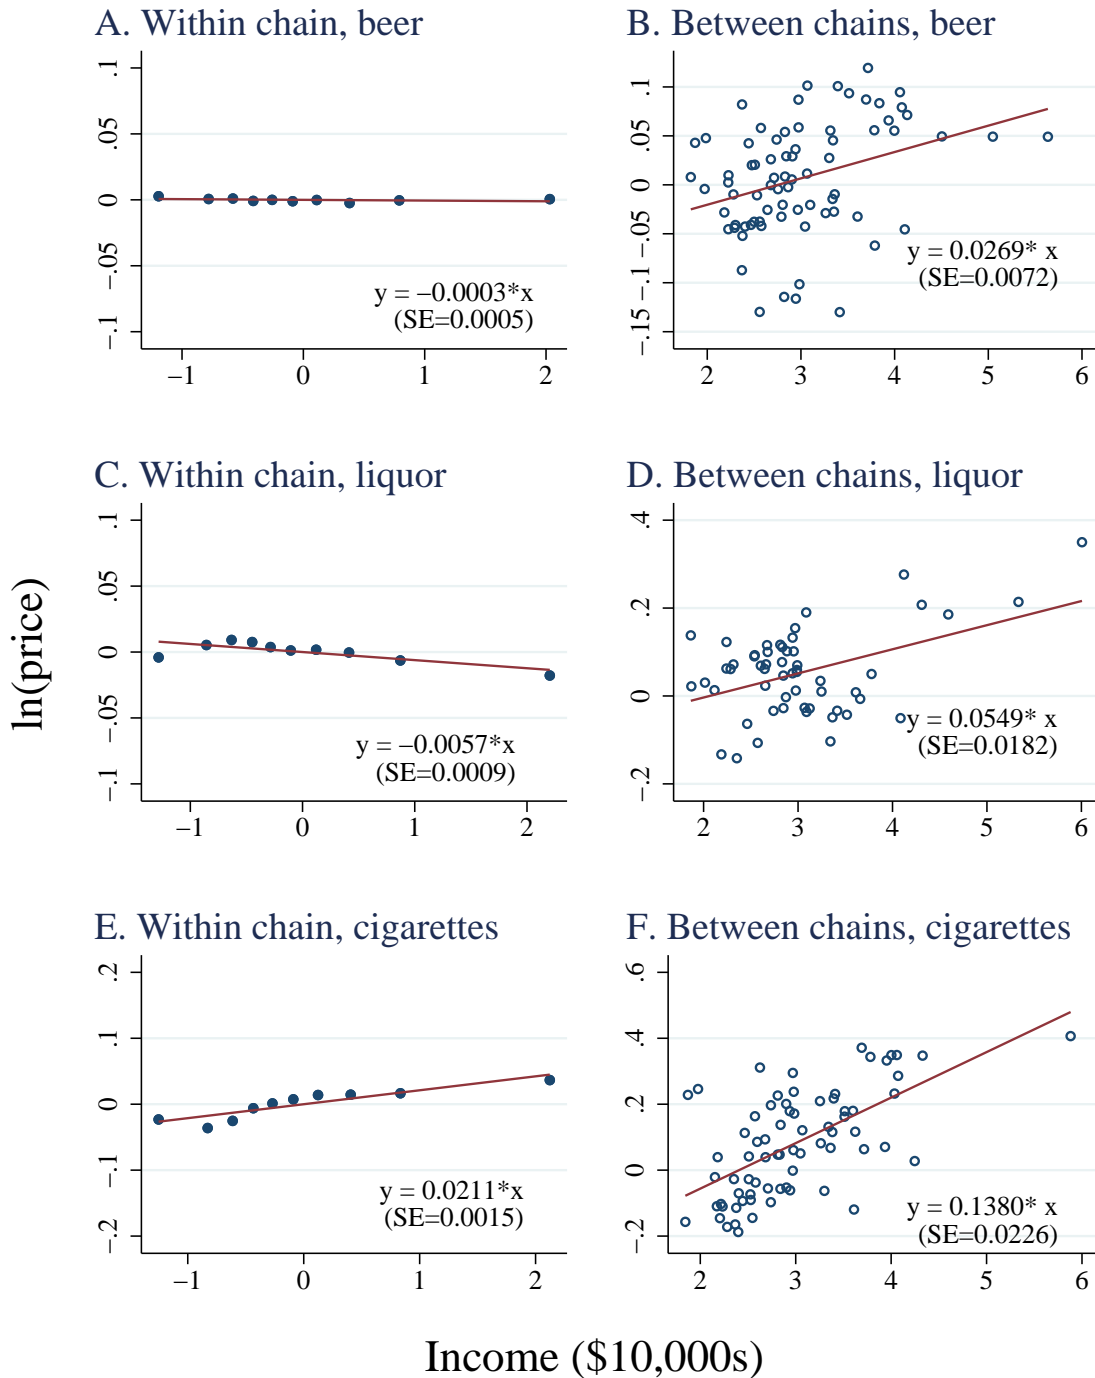 A. Within chain, beer
.1
.05
0
−.05
−.1
y = −0.0003*x
(SE=0.0005)
−1 0 1 2
B. Between chains, beer
.1
.05
0
−.05
−.1
−.15
y = 0.0269* x
(SE=0.0072)
2 3 4 5 6
ln(price)
C. Within chain, liquor
.1
.05
0
−.05
−.1
y = −0.0057*x
(SE=0.0009)
−1 0 1 2
D. Between chains, liquor
.4
.2
0
−.2
y = 0.0549* x
(SE=0.0182)
2 3 4 5 6
E. Within chain, cigarettes
.2
.1
0
−.1
−.2
y = 0.0211*x
(SE=0.0015)
−1 0 1 2
F. Between chains, cigarettes
.6
.4
.2
0
−.2
y = 0.1380* x
(SE=0.0226)
2 3 4 5 6
Income ($10,000s)